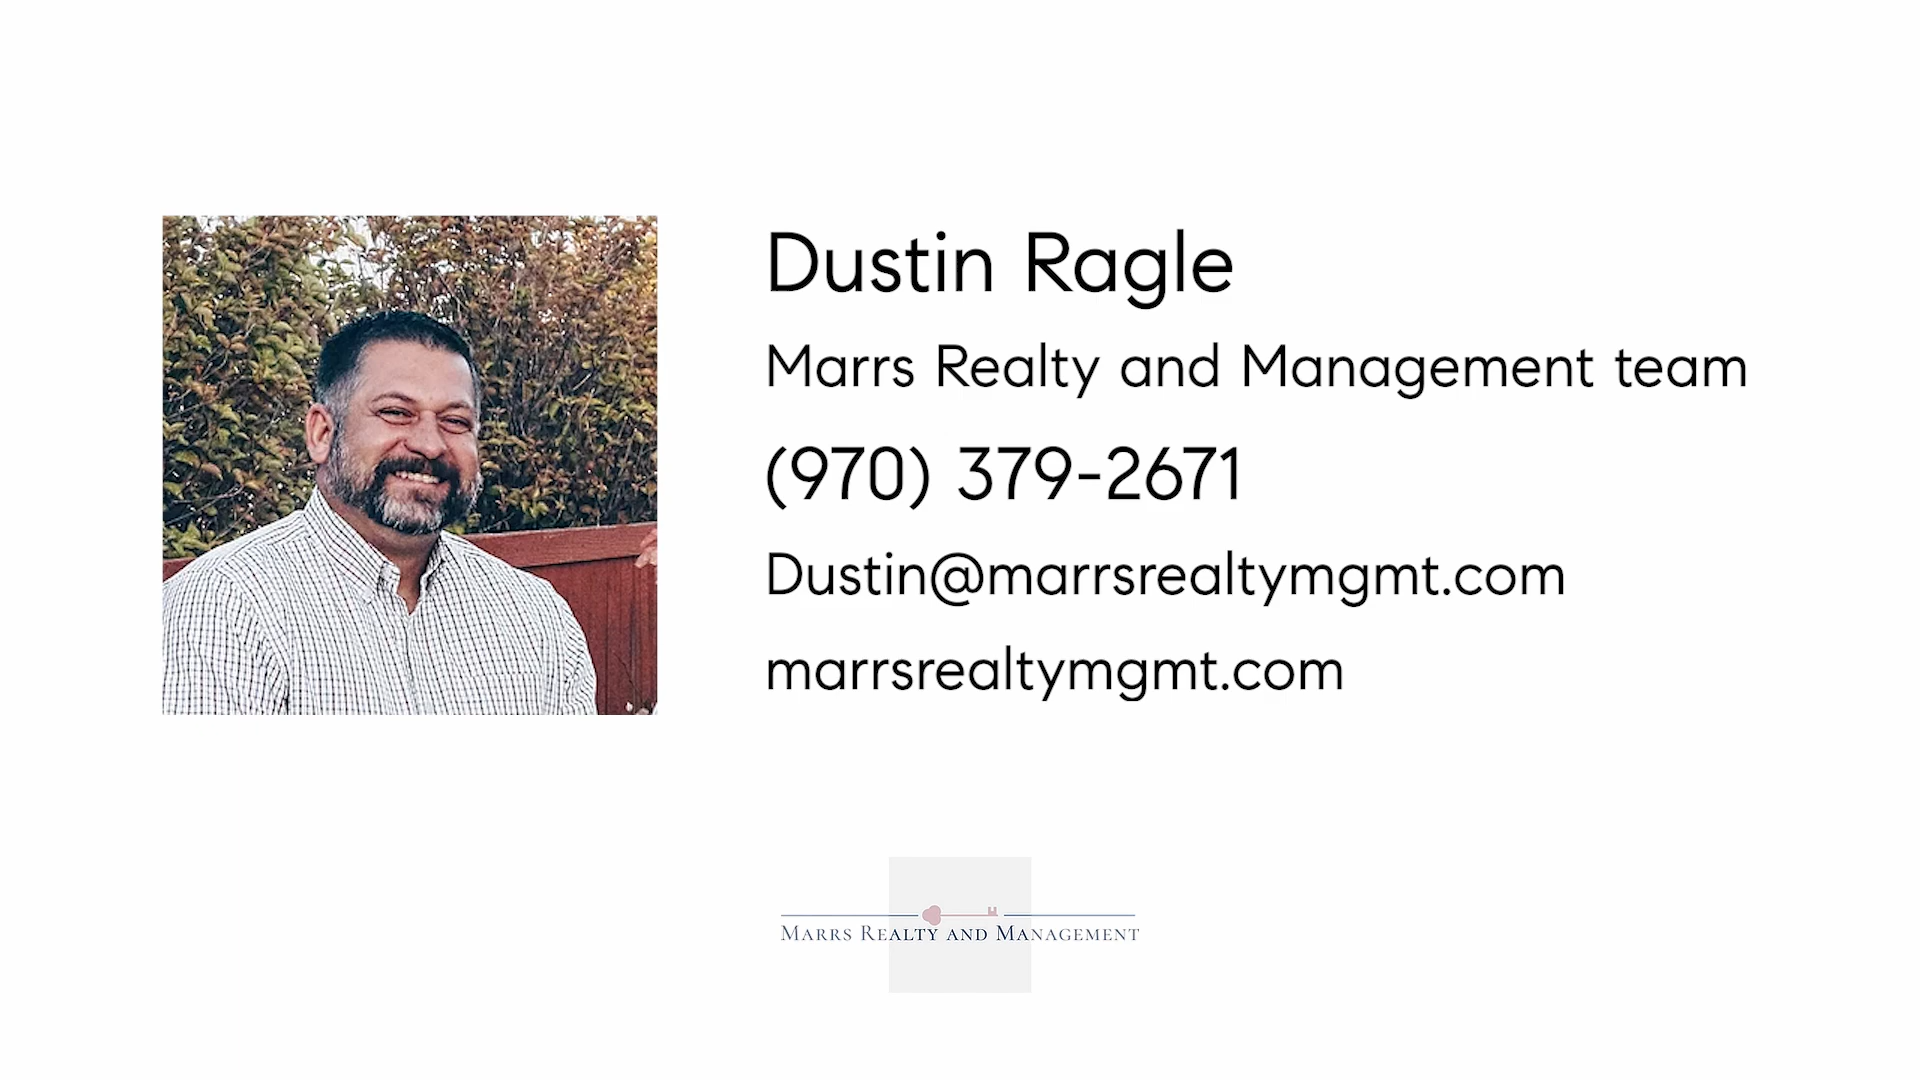 Dustin Ragle
Marrs Realty and Management team
(970) 379-2671
Dustin@marrsrealtymgmt.com
marrsrealtymgmt.com
Marrs Realty and Management